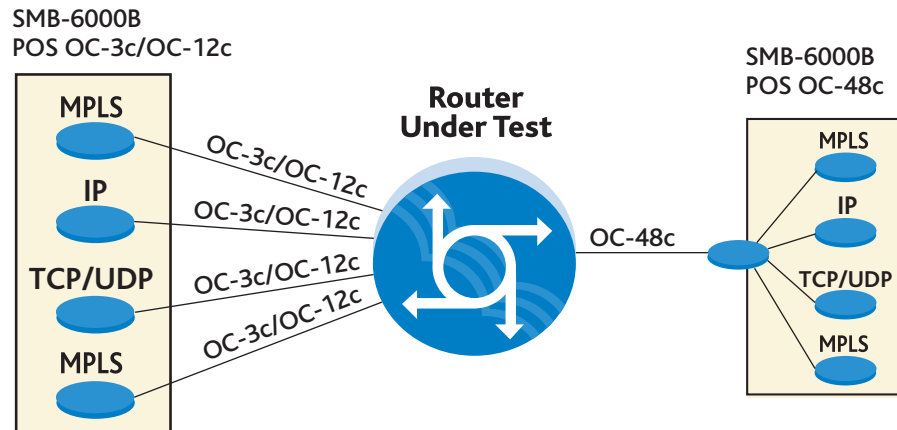 SMB-6000B
POS OC-3c/OC-12c
MPLS
IP
TCP/UDP
MPLS
OC-3c/OC-12c
OC-3c/OC-12c
OC-3c/OC-12c
OC-3c/OC-12c
Router
Under Test
OC-48c
SMB-6000B
POS OC-48c
MPLS
IP
TCP/UDP
MPLS